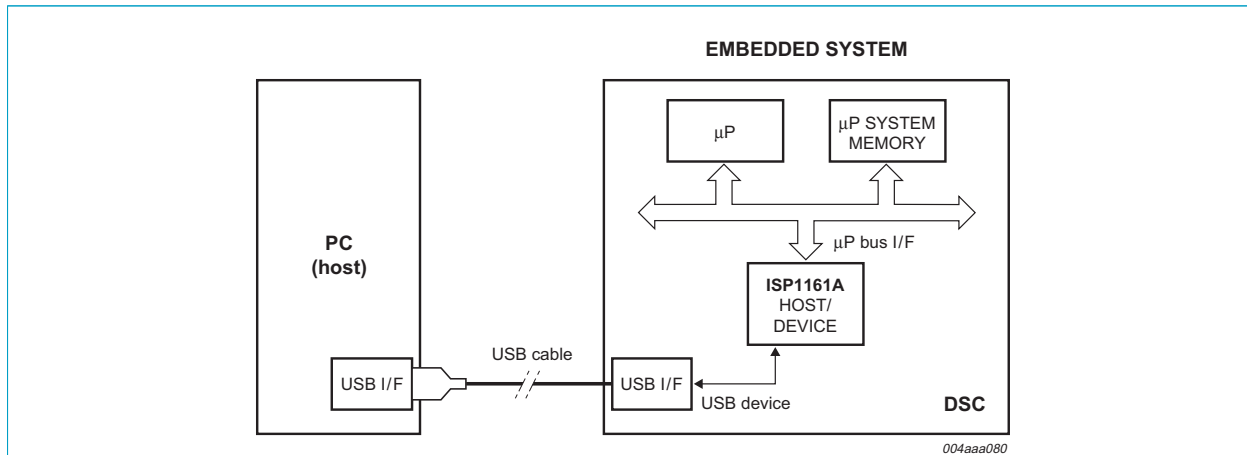 EMBEDDED SYSTEM
μP
μP SYSTEM
MEMORY
μP bus I/F
PC
(host)
ISP1161A
HOST/
DEVICE
USB cable
USB I/F
USB I/F
USB device
DSC
004aaa080